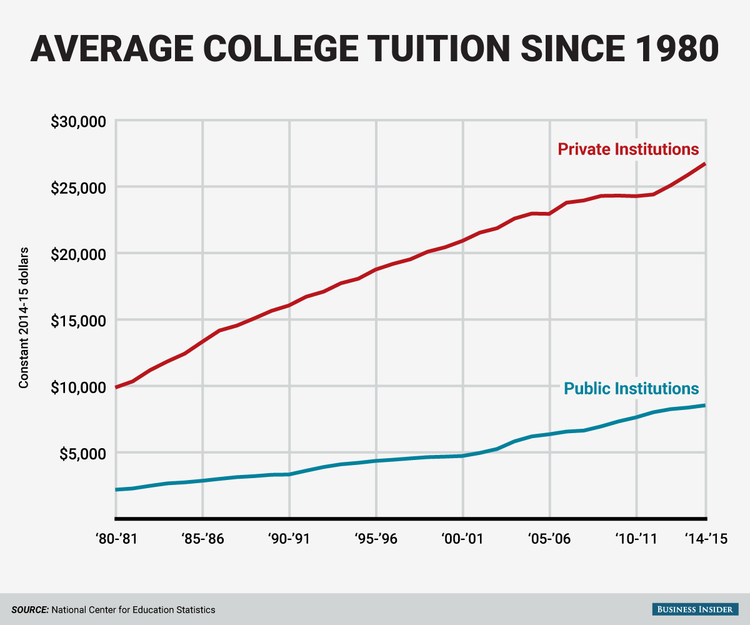 AVERAGE COLLEGE TUITION SINCE 1980
$30,000
$25,000
$20,000
$15,000
$10,000
$5,000
Constant 2014-15 dollars
Private Institutions
Public Institutions
‘80-’81
‘85-’86
‘90-’91
‘95-’96
‘00-’01
‘05-’06
‘10-’11
‘14-’15
SOURCE: National Center for Education Statistics
BUSINESS INSIDER